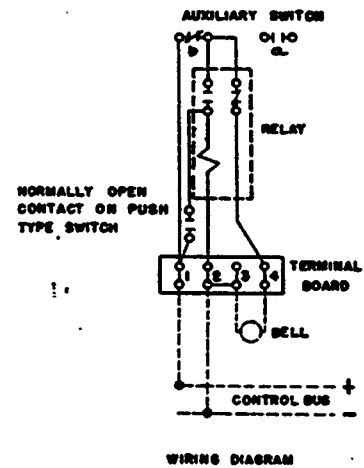 AUXILIARY SWITCH
b
a
RELAY
NORMALLY OPEN
CONTACT ON PUSH
TYPE SWITCH
1 2 3 4
TERMINAL
BOARD
BELL
+
CONTROL BUS
-
WIRING DIAGRAM